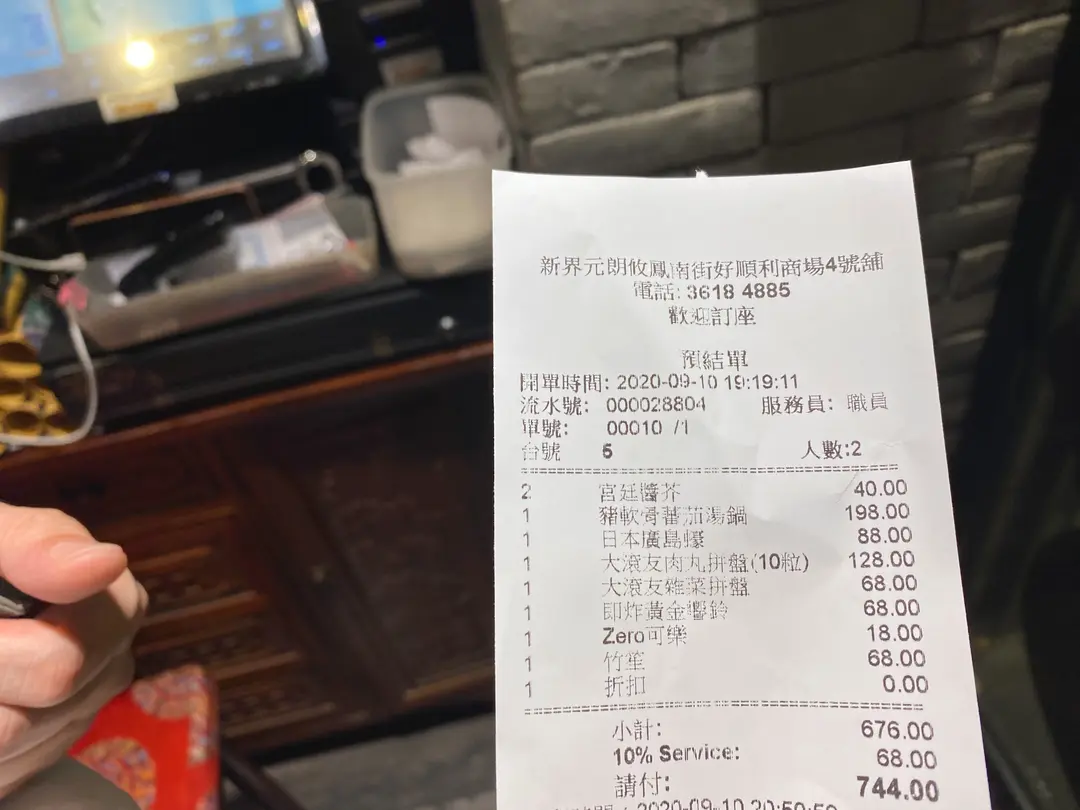 新界元朗攸鳳南街好順利商場4號舖
電話: 3618 4885
歡迎訂座
預結單
開單時間: 2020-09-10 19:19:11
流水號: 000028804 服務員: 職員
單號: 00010 /1
台號 5 人數:2
2 宮廷醬芥 40.00
1 豬軟骨蕃茄湯鍋 198.00
1 日本廣島蠔 88.00
1 大滾友肉丸拼盤(10粒) 128.00
1 大滾友雜菜拼盤 68.00
1 即炸黃金響鈴 68.00
1 Zero可樂 18.00
1 竹笙 68.00
1 折扣 0.00
小計: 676.00
10% Service: 68.00
請付: 744.00
2020-09-10 20:50:59